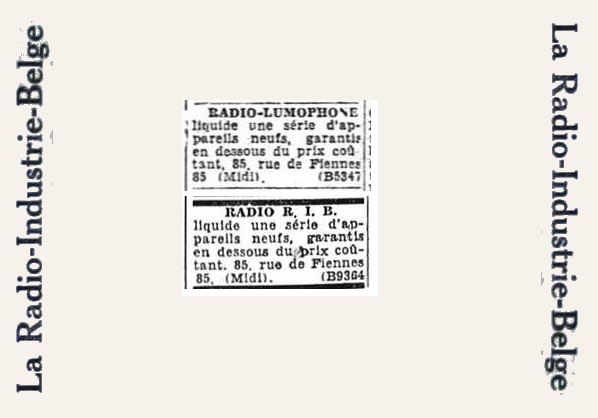 La Radio-Industrie-Belge
RADIO-LUMOPHONE
liquide une série d'ap-
pareils neufs, garantis
en dessous du prix coû-
tant, 85, rue de Fiennes
85 (Midi). (B5347
RADIO R. I. B.
liquide une série d'ap-
pareils neufs, garantis
en dessous du prix coû-
tant. 85, rue de Fiennes
85, (Midi). (B9364
La Radio-Industrie-Belge